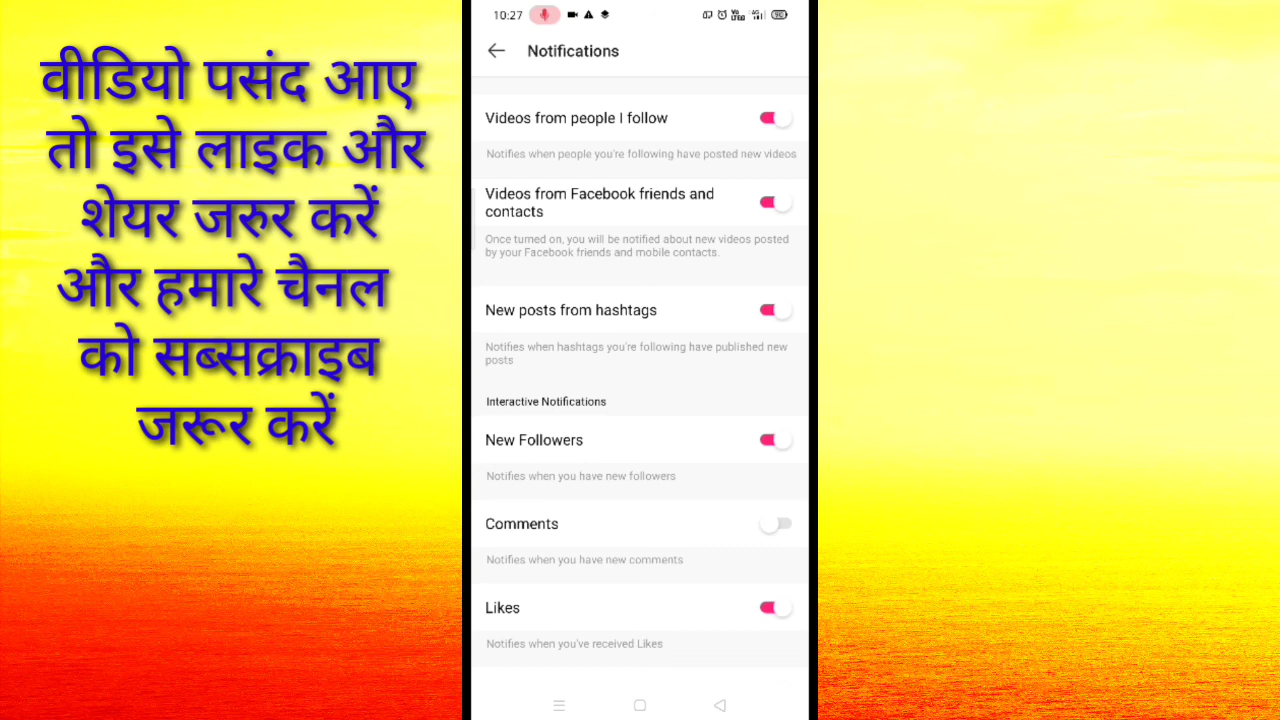 वीडियो पसंद आए
तो इसे लाइक और
शेयर जरुर करें
और हमारे चैनल
को सब्सक्राइब
जरूर करें
10:27
Notifications
Videos from people I follow
Notifies when people you're following have posted new videos
Videos from Facebook friends and
contacts
Once turned on, you will be notified about new videos posted
by your Facebook friends and mobile contacts.
New posts from hashtags
Notifies when hashtags you're following have published new
posts
Interactive Notifications
New Followers
Notifies when you have new followers
Comments
Notifies when you have new comments
Likes
Notifies when you've received Likes